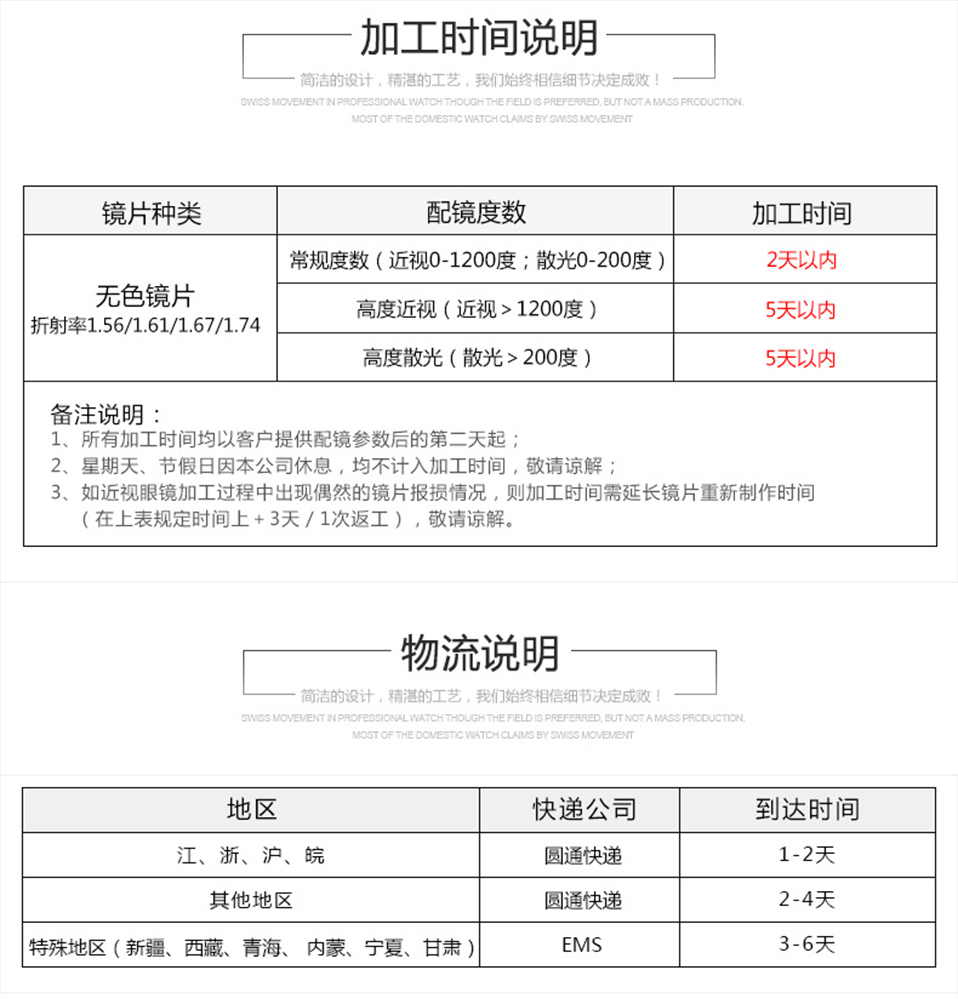 加工时间说明
简洁的设计，精湛的工艺，我们始终相信细节决定成败！
SWISS MOVEMENT IN PROFESSIONAL WATCH THOUGH THE FIELD IS PREFERRED, BUT NOT A MASS PRODUCTION.
MOST OF THE DOMESTIC WATCH CLAIMS BY SWISS MOVEMENT
镜片种类 配镜度数 加工时间
无色镜片
折射率1.56/1.61/1.67/1.74
常规度数（近视0-1200度；散光0-200度） 2天以内
高度近视（近视＞1200度） 5天以内
高度散光（散光＞200度） 5天以内
备注说明：
1、所有加工时间均以客户提供配镜参数后的第二天起；
2、星期天、节假日因本公司休息，均不计入加工时间，敬请谅解；
3、如近视眼镜加工过程中出现偶然的镜片报损情况，则加工时间需延长镜片重新制作时间
（在上表规定时间上＋3天／1次返工），敬请谅解。
物流说明
简洁的设计，精湛的工艺，我们始终相信细节决定成败！
SWISS MOVEMENT IN PROFESSIONAL WATCH THOUGH THE FIELD IS PREFERRED, BUT NOT A MASS PRODUCTION.
MOST OF THE DOMESTIC WATCH CLAIMS BY SWISS MOVEMENT
地区 快递公司 到达时间
江、浙、沪、皖 圆通快递 1-2天
其他地区 圆通快递 2-4天
特殊地区（新疆、西藏、青海、 内蒙、宁夏、甘肃） EMS 3-6天